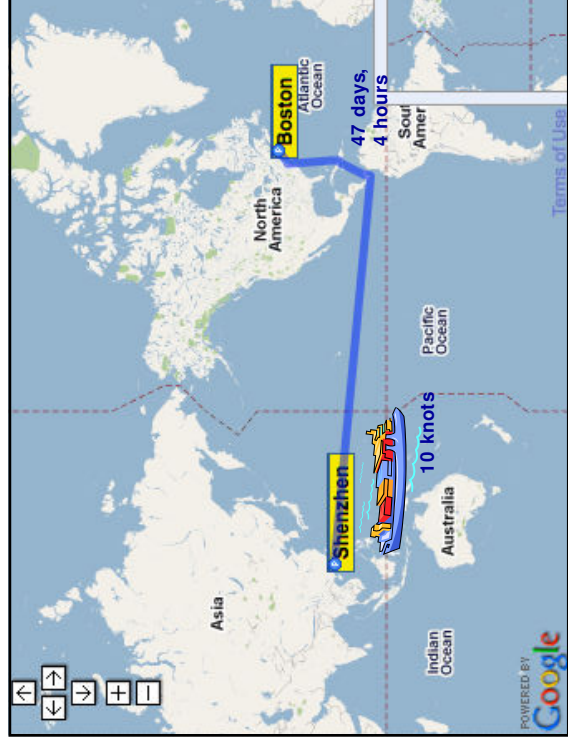 Asia
North
America
Boston
Atlantic
Ocean
Shenzhen
47 days,
4 hours
Sout
Amer
10 knots
Pacific
Ocean
Indian
Ocean
Australia
POWERED BY
Google
Terms of Use